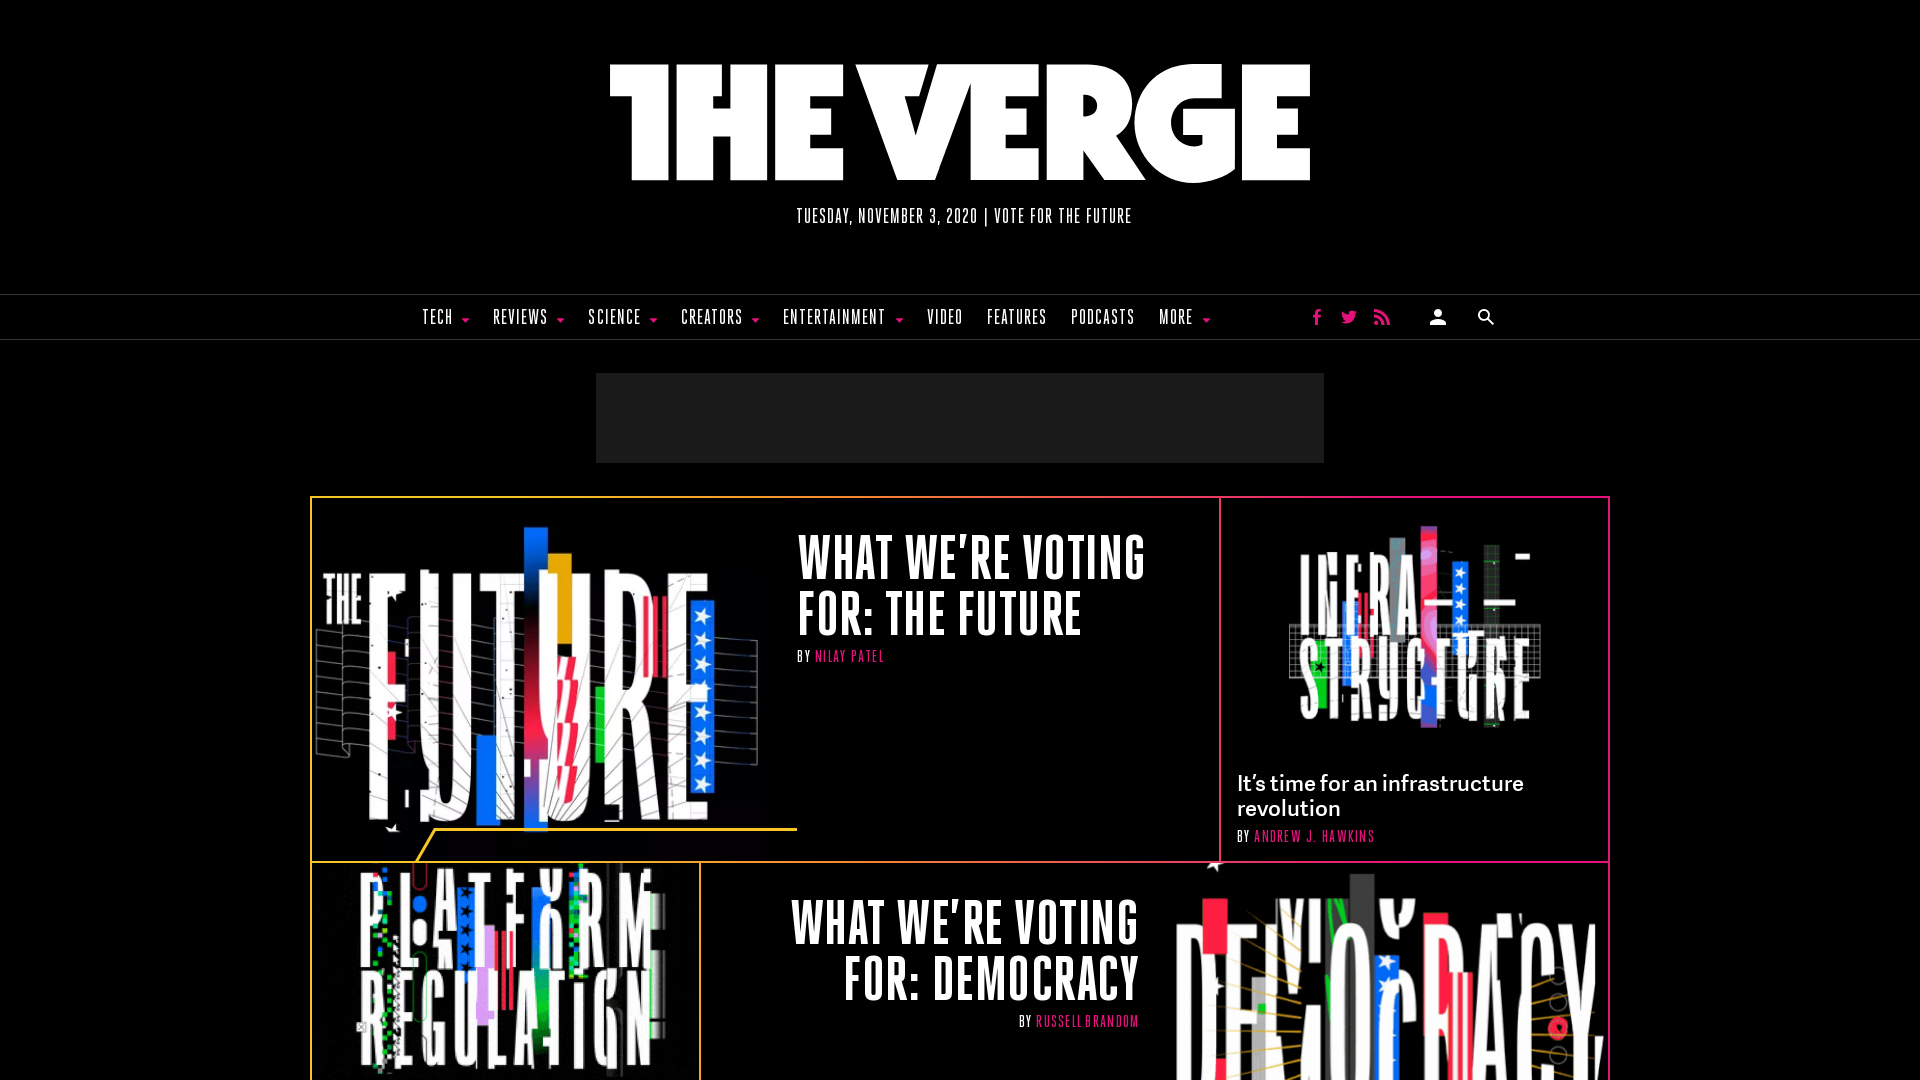 THE VERGE
TUESDAY, NOVEMBER 3, 2020 | VOTE FOR THE FUTURE
TECH REVIEWS SCIENCE CREATORS ENTERTAINMENT VIDEO FEATURES PODCASTS MORE
THE FUTURE
WHAT WE'RE VOTING
FOR: THE FUTURE
BY NILAY PATEL
INFRA
STRUCTURE
It's time for an infrastructure
revolution
BY ANDREW J. HAWKINS
PLATFORM
REGULATION
WHAT WE'RE VOTING
FOR: DEMOCRACY
BY RUSSELL BRANDOM
DEMOCRACY